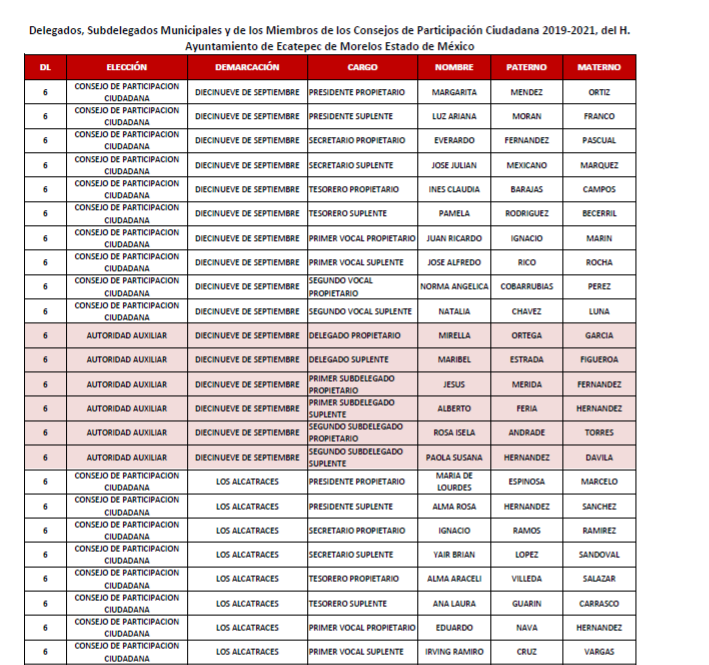 Delegados, Subdelegados Municipales y de los Miembros de los Consejos de Participación Ciudadana 2019-2021, del H.
Ayuntamiento de Ecatepec de Morelos Estado de México
DL ELECCIÓN DEMARCACIÓN CARGO NOMBRE PATERNO MATERNO
6 CONSEJO DE PARTICIPACION CIUDADANA DIECINUEVE DE SEPTIEMBRE PRESIDENTE PROPIETARIO MARGARITA MENDEZ ORTIZ
6 CONSEJO DE PARTICIPACION CIUDADANA DIECINUEVE DE SEPTIEMBRE PRESIDENTE SUPLENTE LUZ ARIANA MORAN FRANCO
6 CONSEJO DE PARTICIPACION CIUDADANA DIECINUEVE DE SEPTIEMBRE SECRETARIO PROPIETARIO EVERARDO FERNANDEZ PASCUAL
6 CONSEJO DE PARTICIPACION CIUDADANA DIECINUEVE DE SEPTIEMBRE SECRETARIO SUPLENTE JOSE JULIAN MEXICANO MARQUEZ
6 CONSEJO DE PARTICIPACION CIUDADANA DIECINUEVE DE SEPTIEMBRE TESORERO PROPIETARIO INES CLAUDIA BARAJAS CAMPOS
6 CONSEJO DE PARTICIPACION CIUDADANA DIECINUEVE DE SEPTIEMBRE TESORERO SUPLENTE PAMELA RODRIGUEZ BECERRIL
6 CONSEJO DE PARTICIPACION CIUDADANA DIECINUEVE DE SEPTIEMBRE PRIMER VOCAL PROPIETARIO JUAN RICARDO IGNACIO MARIN
6 CONSEJO DE PARTICIPACION CIUDADANA DIECINUEVE DE SEPTIEMBRE PRIMER VOCAL SUPLENTE JOSE ALFREDO RICO ROCHA
6 CONSEJO DE PARTICIPACION CIUDADANA DIECINUEVE DE SEPTIEMBRE SEGUNDO VOCAL PROPIETARIO NORMA ANGELICA COBARRUBIAS PEREZ
6 CONSEJO DE PARTICIPACION CIUDADANA DIECINUEVE DE SEPTIEMBRE SEGUNDO VOCAL SUPLENTE NATALIA CHAVEZ LUNA
6 AUTORIDAD AUXILIAR DIECINUEVE DE SEPTIEMBRE DELEGADO PROPIETARIO MIRELLA ORTEGA GARCIA
6 AUTORIDAD AUXILIAR DIECINUEVE DE SEPTIEMBRE DELEGADO SUPLENTE MARIBEL ESTRADA FIGUEROA
6 AUTORIDAD AUXILIAR DIECINUEVE DE SEPTIEMBRE PRIMER SUBDELEGADO PROPIETARIO JESUS MERIDA FERNANDEZ
6 AUTORIDAD AUXILIAR DIECINUEVE DE SEPTIEMBRE PRIMER SUBDELEGADO SUPLENTE ALBERTO FERIA HERNANDEZ
6 AUTORIDAD AUXILIAR DIECINUEVE DE SEPTIEMBRE SEGUNDO SUBDELEGADO PROPIETARIO ROSA ISELA ANDRADE TORRES
6 AUTORIDAD AUXILIAR DIECINUEVE DE SEPTIEMBRE SEGUNDO SUBDELEGADO SUPLENTE PAOLA SUSANA HERNANDEZ DAVILA
6 CONSEJO DE PARTICIPACION CIUDADANA LOS ALCATRACES PRESIDENTE PROPIETARIO MARIA DE LOURDES ESPINOSA MARCELO
6 CONSEJO DE PARTICIPACION CIUDADANA LOS ALCATRACES PRESIDENTE SUPLENTE ALMA ROSA HERNANDEZ SANCHEZ
6 CONSEJO DE PARTICIPACION CIUDADANA LOS ALCATRACES SECRETARIO PROPIETARIO IGNACIO RAMOS RAMIREZ
6 CONSEJO DE PARTICIPACION CIUDADANA LOS ALCATRACES SECRETARIO SUPLENTE YAIR BRIAN LOPEZ SANDOVAL
6 CONSEJO DE PARTICIPACION CIUDADANA LOS ALCATRACES TESORERO PROPIETARIO ALMA ARACELI VILLEDA SALAZAR
6 CONSEJO DE PARTICIPACION CIUDADANA LOS ALCATRACES TESORERO SUPLENTE ANA LAURA GUARIN CARRASCO
6 CONSEJO DE PARTICIPACION CIUDADANA LOS ALCATRACES PRIMER VOCAL PROPIETARIO EDUARDO NAVA HERNANDEZ
6 CONSEJO DE PARTICIPACION CIUDADANA LOS ALCATRACES PRIMER VOCAL SUPLENTE IRVING RAMIRO CRUZ VARGAS